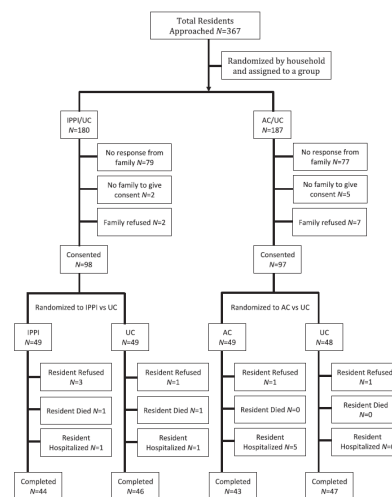 Total Residents
Approached N=367
Randomized by household
and assigned to a group
IPPI/UC
N=180
AC/UC
N=187
No response from
family N=79
No response from
family N=77
No family to give
consent N=2
No family to give
consent N=5
Family refused N=2
Family refused N=7
Consented
N=98
Consented
N=97
Randomized to IPPI vs UC
Randomized to AC vs UC
IPPI
N=49
UC
N=49
AC
N=49
UC
N=48
Resident Refused
N=3
Resident Refused
N=1
Resident Refused
N=1
Resident Refused
N=1
Resident Died N=1
Resident Died N=1
Resident Died N=0
Resident Died
N=0
Resident
Hospitalized N=1
Resident
Hospitalized N=1
Resident
Hospitalized N=5
Resident
Hospitalized
Completed
N=44
Completed
N=46
Completed
N=43
Completed
N=47